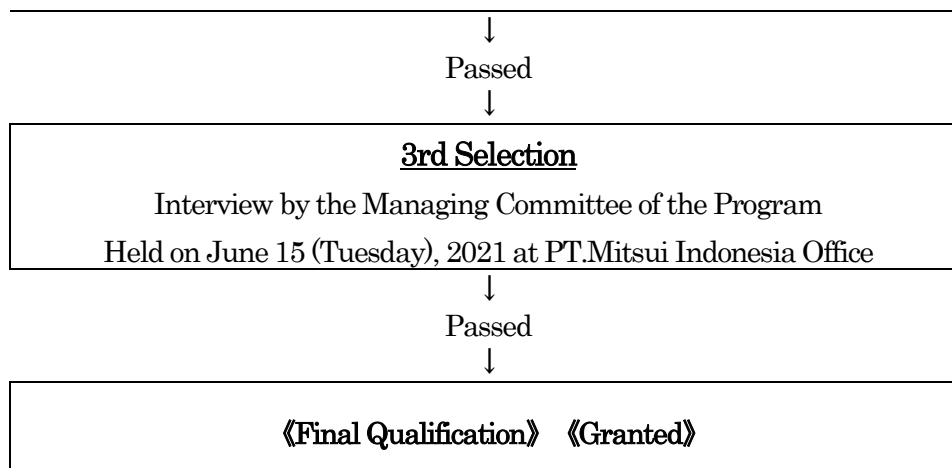 ↓
Passed
↓
3rd Selection
Interview by the Managing Committee of the Program
Held on June 15 (Tuesday), 2021 at PT.Mitsui Indonesia Office
↓
Passed
↓
《Final Qualification》 《Granted》